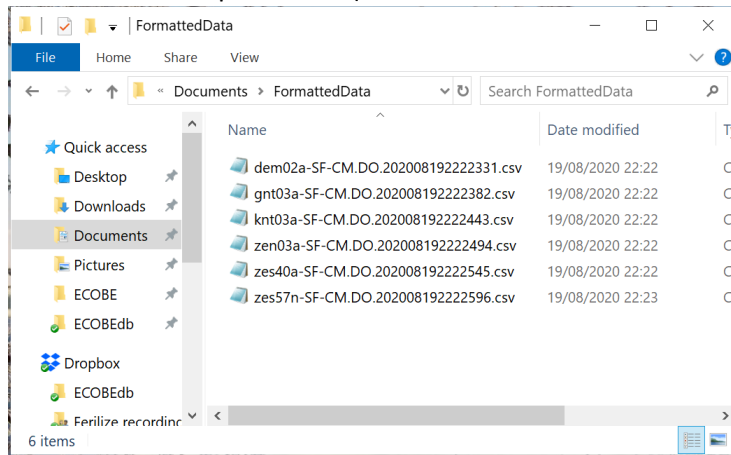 FormattedData
File Home Share View
« Documents > FormattedData Search FormattedData
Name Date modified
Quick access
Desktop
Downloads
Documents
Pictures
ECOBE
ECOBEdb
Dropbox
ECOBEdb
Ferilize recording
dem02a-SF-CM.DO.202008192222331.csv 19/08/2020 22:22
gnt03a-SF-CM.DO.202008192222382.csv 19/08/2020 22:22
knt03a-SF-CM.DO.202008192222443.csv 19/08/2020 22:22
zen03a-SF-CM.DO.202008192222494.csv 19/08/2020 22:22
zes40a-SF-CM.DO.202008192222545.csv 19/08/2020 22:22
zes57n-SF-CM.DO.202008192222596.csv 19/08/2020 22:23
6 items